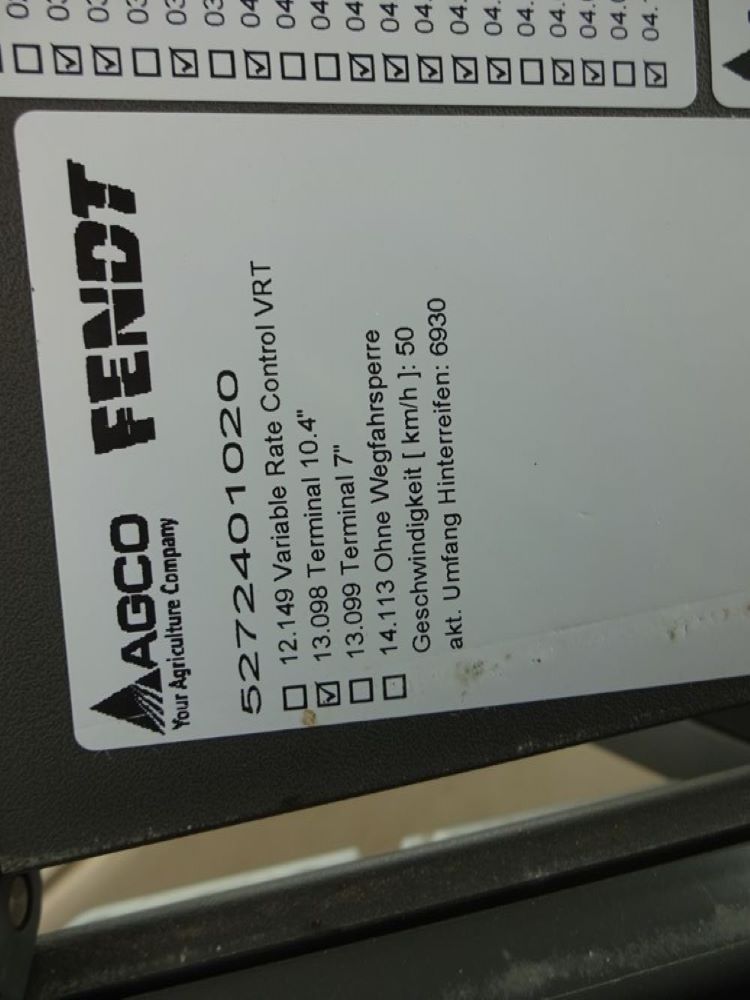 AGCO
Your Agriculture Company
FENDT
5272401020
☐ 12.149 Variable Rate Control VRT
☑ 13.098 Terminal 10.4"
☐ 13.099 Terminal 7"
☐ 14.113 Ohne Wegfahrsperre
Geschwindigkeit [ km/h ]: 50
akt. Umfang Hinterreifen: 6930